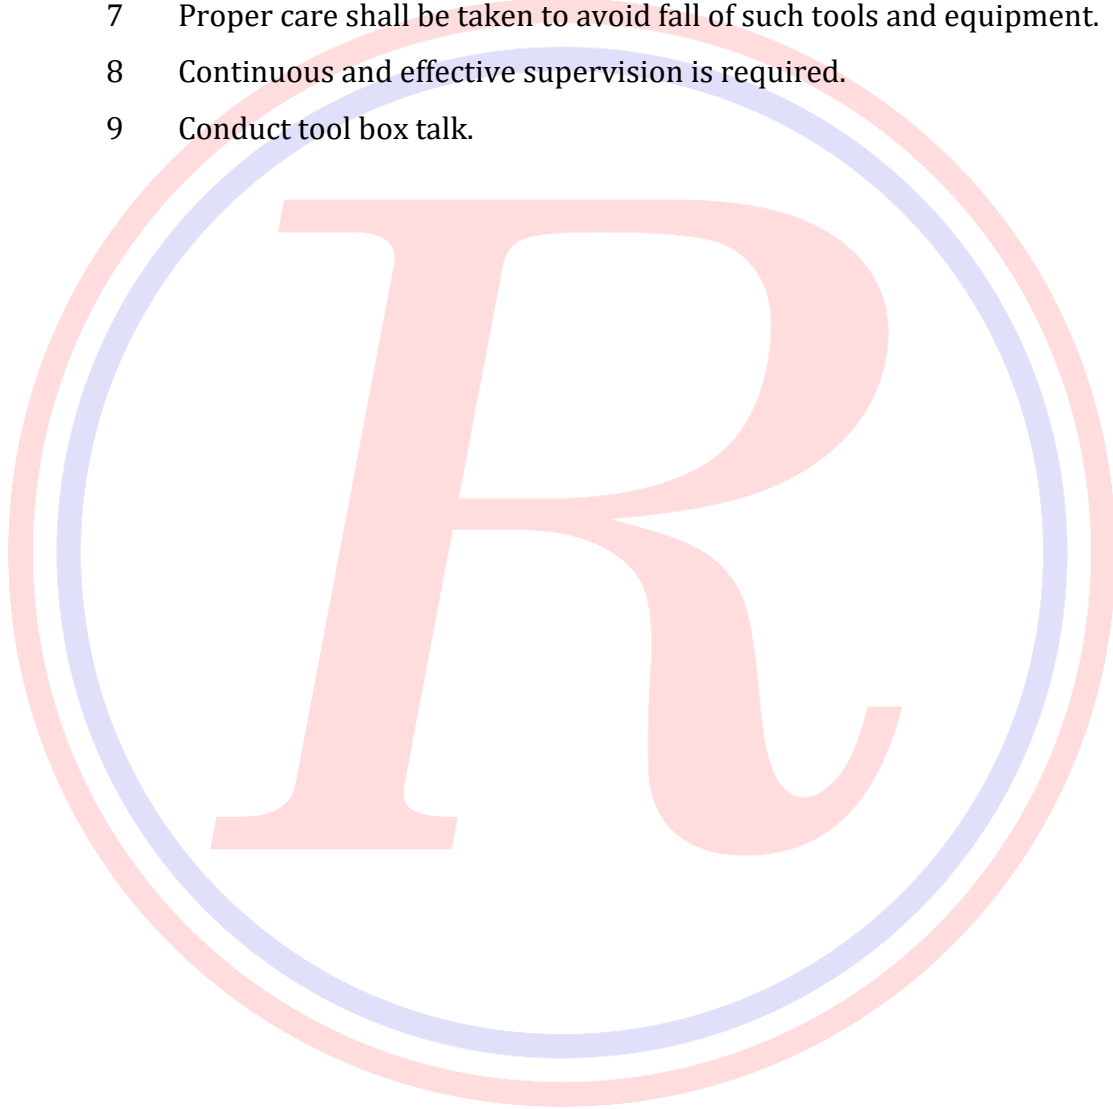 7 Proper care shall be taken to avoid fall of such tools and equipment.
8 Continuous and effective supervision is required.
9 Conduct tool box talk.
R